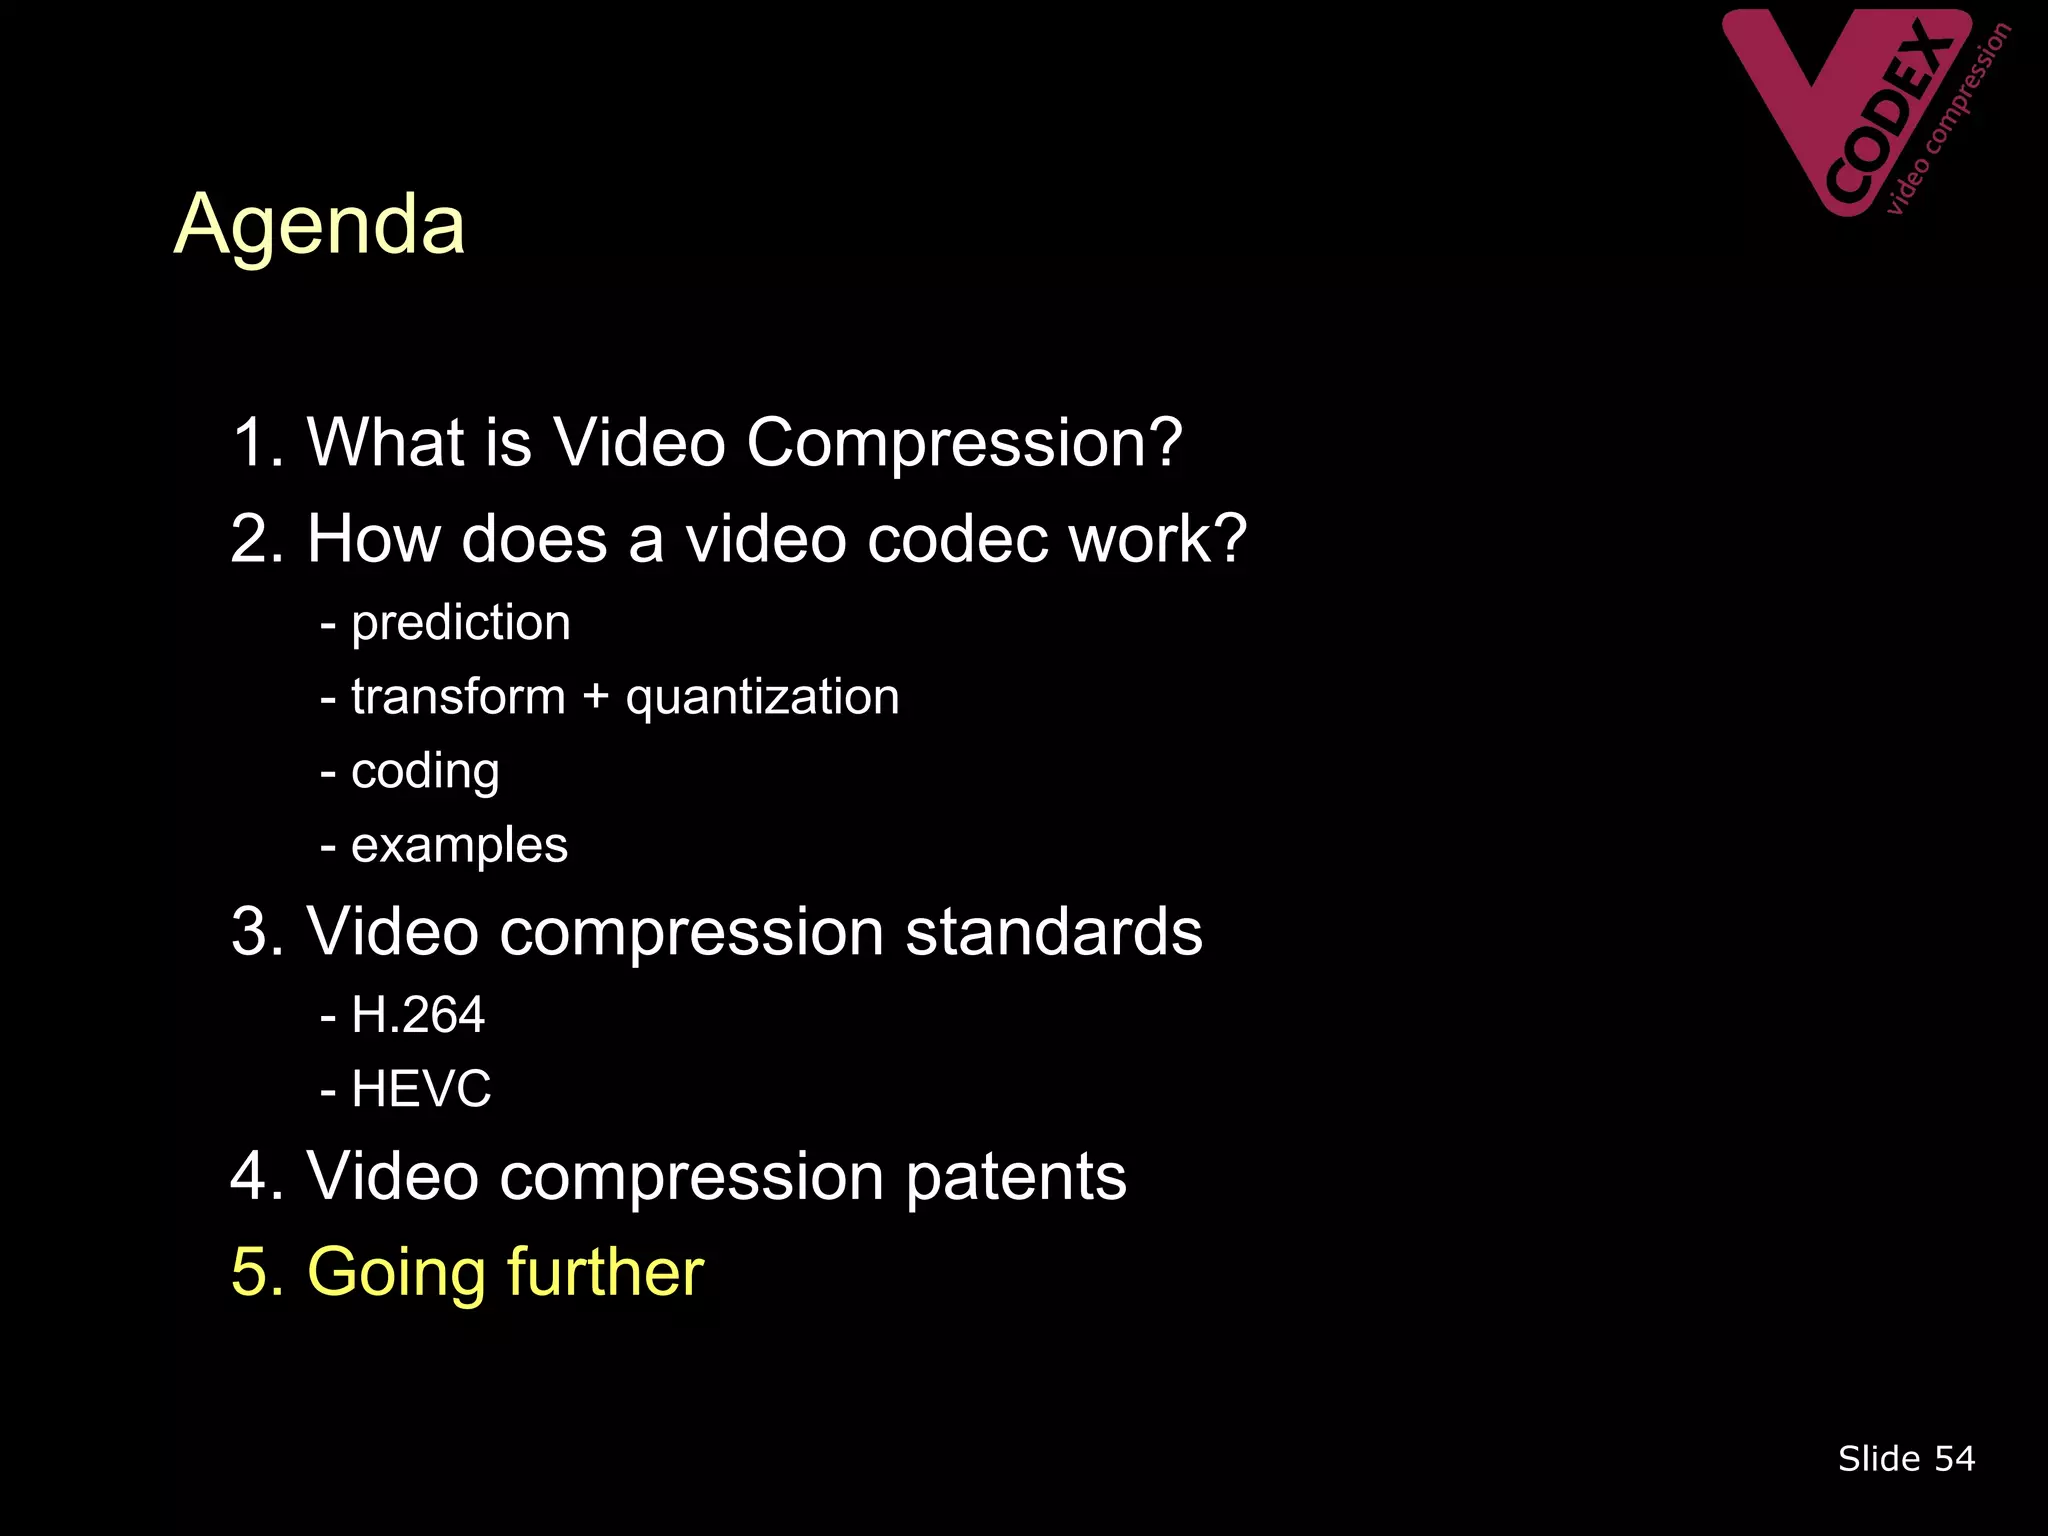 CODEX
video compression
Agenda
1. What is Video Compression?
2. How does a video codec work?
- prediction
- transform + quantization
- coding
- examples
3. Video compression standards
- H.264
- HEVC
4. Video compression patents
5. Going further
Slide 54